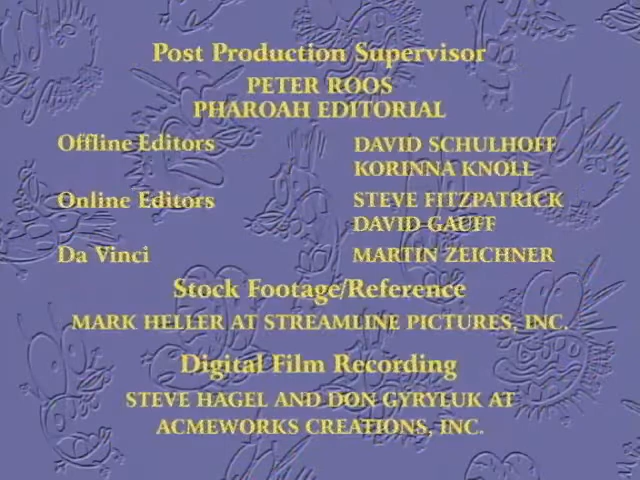 Post Production Supervisor
PETER ROOS
PHAROAH EDITORIAL
Offline Editors DAVID SCHULHOFF
KORINNA KNOLL
Online Editors STEVE FITZPATRICK
DAVID GAUFF
Da Vinci MARTIN ZEICHNER
Stock Footage/Reference
MARK HELLER AT STREAMLINE PICTURES, INC.
Digital Film Recording
STEVE HAGEL AND DON GYRYLUK AT
ACMEWORKS CREATIONS, INC.